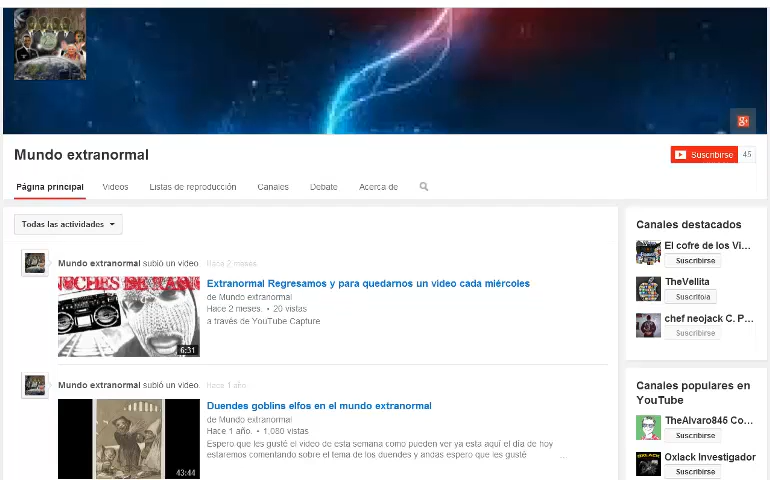 Mundo extranormal
Suscribirse 45
Página principal Videos Listas de reproducción Canales Debate Acerca de
Todas las actividades
Mundo extranormal subió un video. Hace 2 meses.
Extranormal Regresamos y para quedarnos un video cada miércoles
de Mundo extranormal
Hace 2 meses. • 20 vistas
a través de YouTube Capture
6:31
Mundo extranormal subió un video. Hace 1 año.
Duendes goblins elfos en el mundo extranormal
de Mundo extranormal
Hace 1 año. • 1,080 vistas
Espero que les gusté el video de esta semana como pueden ver ya esta aquí el día de hoy
estaremos comentando sobre el tema de los duendes y andas espero que les gusté ...
43:44
Canales destacados
El cofre de los Vi...
Suscribirse
TheVellita
Suscrito/a
chef neojack C. P...
Suscribirse
Canales populares en
YouTube
TheAlvaro845 Co...
Suscribirse
Oxlack Investigador
Suscribirse